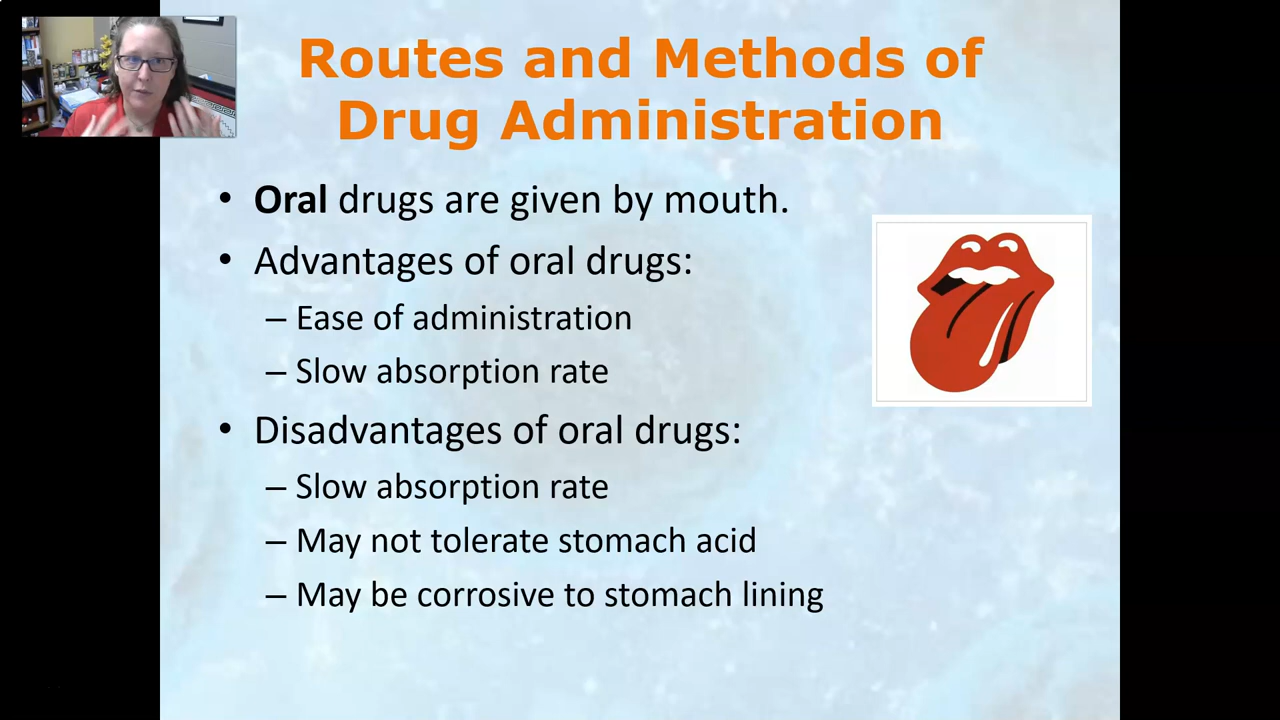 Routes and Methods of
Drug Administration
• Oral drugs are given by mouth.
• Advantages of oral drugs:
– Ease of administration
– Slow absorption rate
• Disadvantages of oral drugs:
– Slow absorption rate
– May not tolerate stomach acid
– May be corrosive to stomach lining